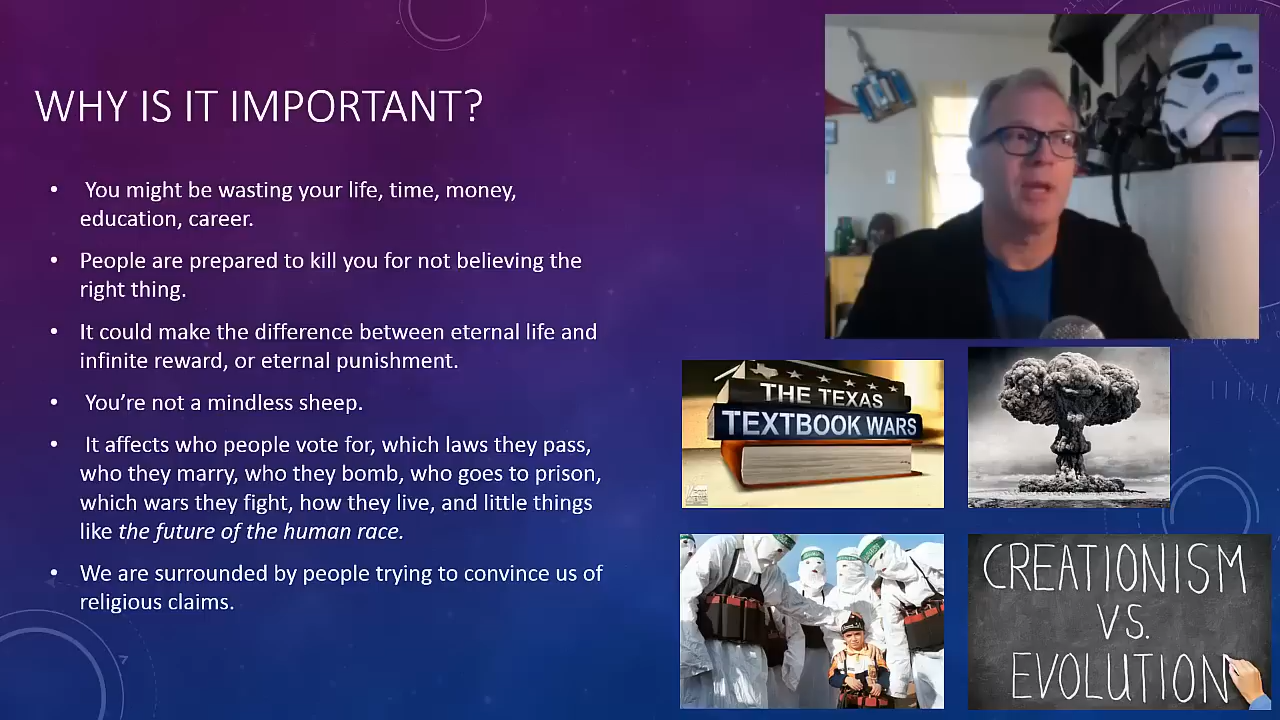 WHY IS IT IMPORTANT?
• You might be wasting your life, time, money,
education, career.
• People are prepared to kill you for not believing the
right thing.
• It could make the difference between eternal life and
infinite reward, or eternal punishment.
• You’re not a mindless sheep.
• It affects who people vote for, which laws they pass,
who they marry, who they bomb, who goes to prison,
which wars they fight, how they live, and little things
like the future of the human race.
• We are surrounded by people trying to convince us of
religious claims.
THE TEXAS
TEXTBOOK WARS
CREATIONISM
VS.
EVOLUTION